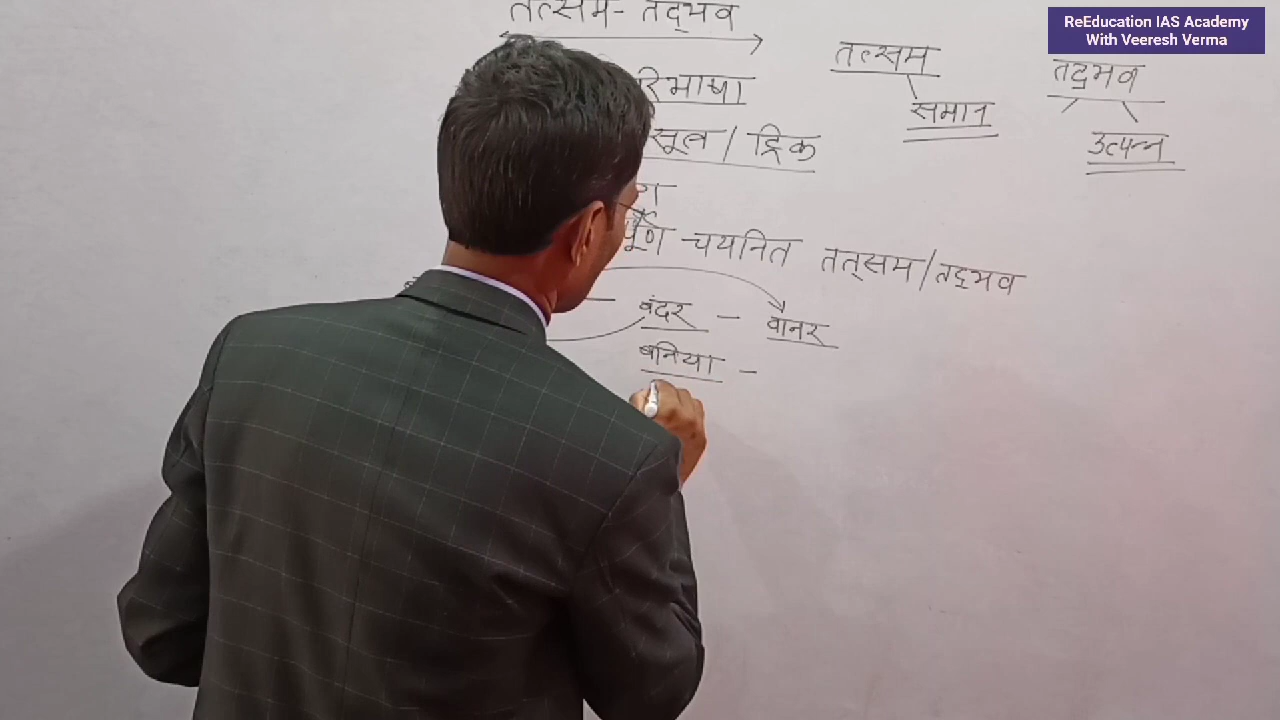 तत्सम- तद्भव
तत्सम
समान
तद्भव
उत्पन्न
रिभाषा
सूल / ट्रिक
ग
पूर्ण चयनित तत्सम/तद्भव
— बंदर – वानर
बनिया –
ReEducation IAS Academy
With Veeresh Verma